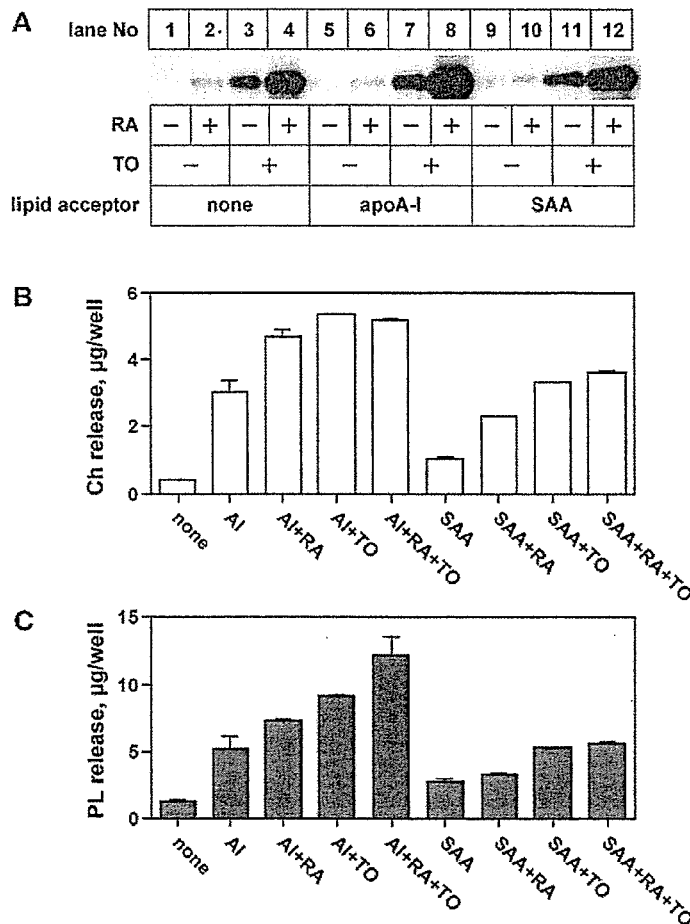 A
lane No 1 2. 3 4 5 6 7 8 9 10 11 12
RA − + − + − + − + − + − +
TO − + − + − +
lipid acceptor none apoA-I SAA
B
Ch release, µg/well
6
4
2
0
none AI AI+RA AI+TO AI+RA+TO SAA SAA+RA SAA+TO SAA+RA+TO
C
PL release, µg/well
15
10
5
0
none AI AI+RA AI+TO AI+RA+TO SAA SAA+RA SAA+TO SAA+RA+TO